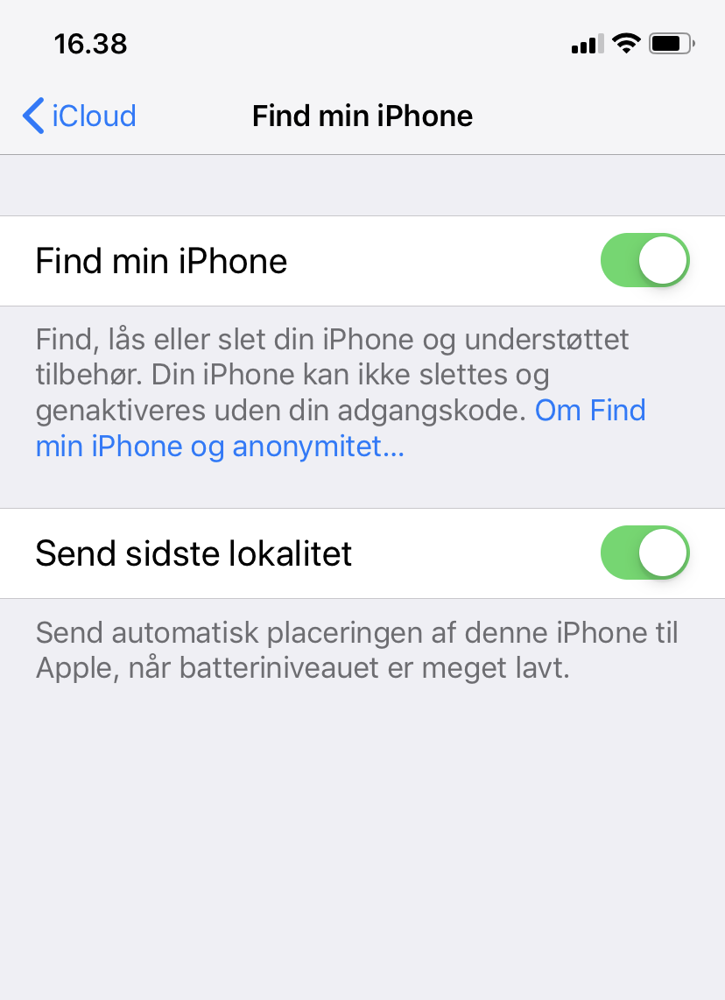 16.38
iCloud
Find min iPhone
Find min iPhone
Find, lås eller slet din iPhone og understøttet
tilbehør. Din iPhone kan ikke slettes og
genaktiveres uden din adgangskode. Om Find
min iPhone og anonymitet...
Send sidste lokalitet
Send automatisk placeringen af denne iPhone til
Apple, når batteriniveauet er meget lavt.